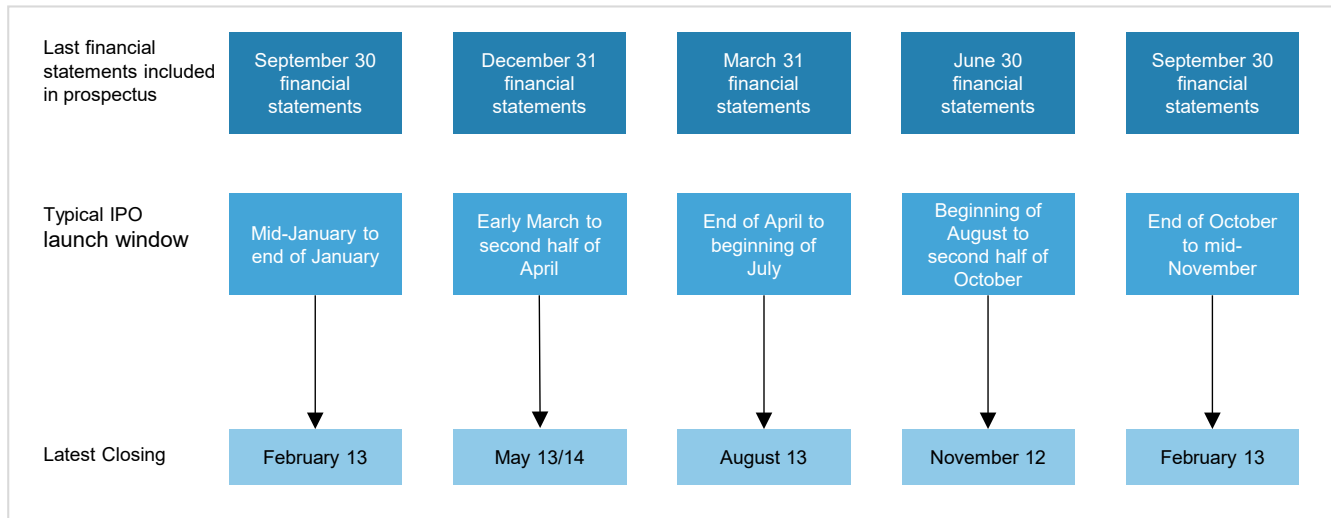 Last financial
statements included
in prospectus
September 30
financial
statements
December 31
financial
statements
March 31
financial
statements
June 30
financial
statements
September 30
financial
statements
Typical IPO
launch window
Mid-January to
end of January
Early March to
second half of
April
End of April to
beginning of
July
Beginning of
August to
second half of
October
End of October
to mid-
November
Latest Closing
February 13
May 13/14
August 13
November 12
February 13